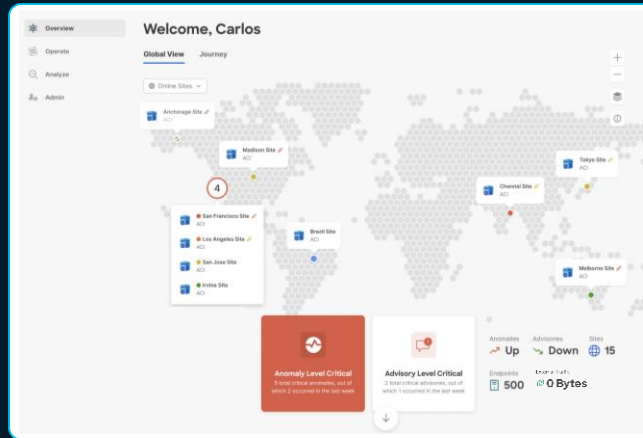 Overview
Operate
Analyze
Admin
Welcome, Carlos
Global View Journey
Online Sites
Anchorage Site
ACI
Madison Site
ACI
Tokyo Site
ACI
Chennai Site
ACI
4
San Francisco Site
ACI
Los Angeles Site
ACI
San Jose Site
ACI
Irvine Site
ACI
Brazil Site
ACI
Melborne Site
ACI
Anomaly Level Critical
5 total critical anomalies, out of
which 2 occurred in the last week
Advisory Level Critical
2 total critical advisories, out of
which 1 occurred in the last week
Anomalies Advisories Sites
Up Down 15
Endpoints
500 0 Bytes